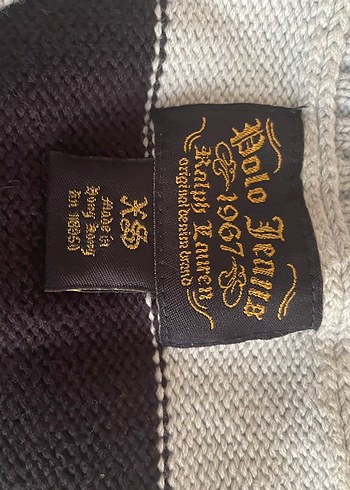 Polo Jeans
1967
Ralph Lauren
original denim brand
XS
Made in
Hong Kong